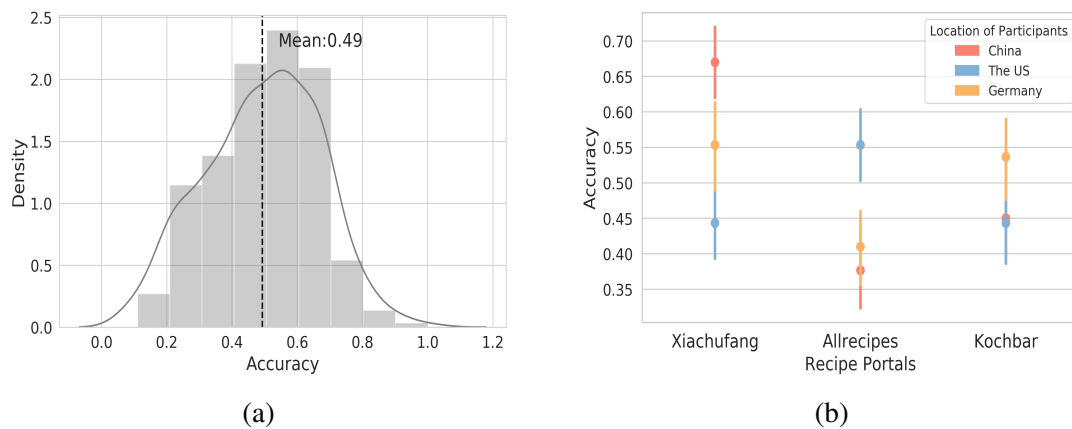 2.5
2.0
1.5
1.0
0.5
0.0
Density
Mean:0.49
0.0 0.2 0.4 0.6 0.8 1.0 1.2
Accuracy
(a)
0.70
0.65
0.60
0.55
0.50
0.45
0.40
0.35
Accuracy
Location of Participants
China
The US
Germany
Xiachufang Allrecipes Kochbar
Recipe Portals
(b)